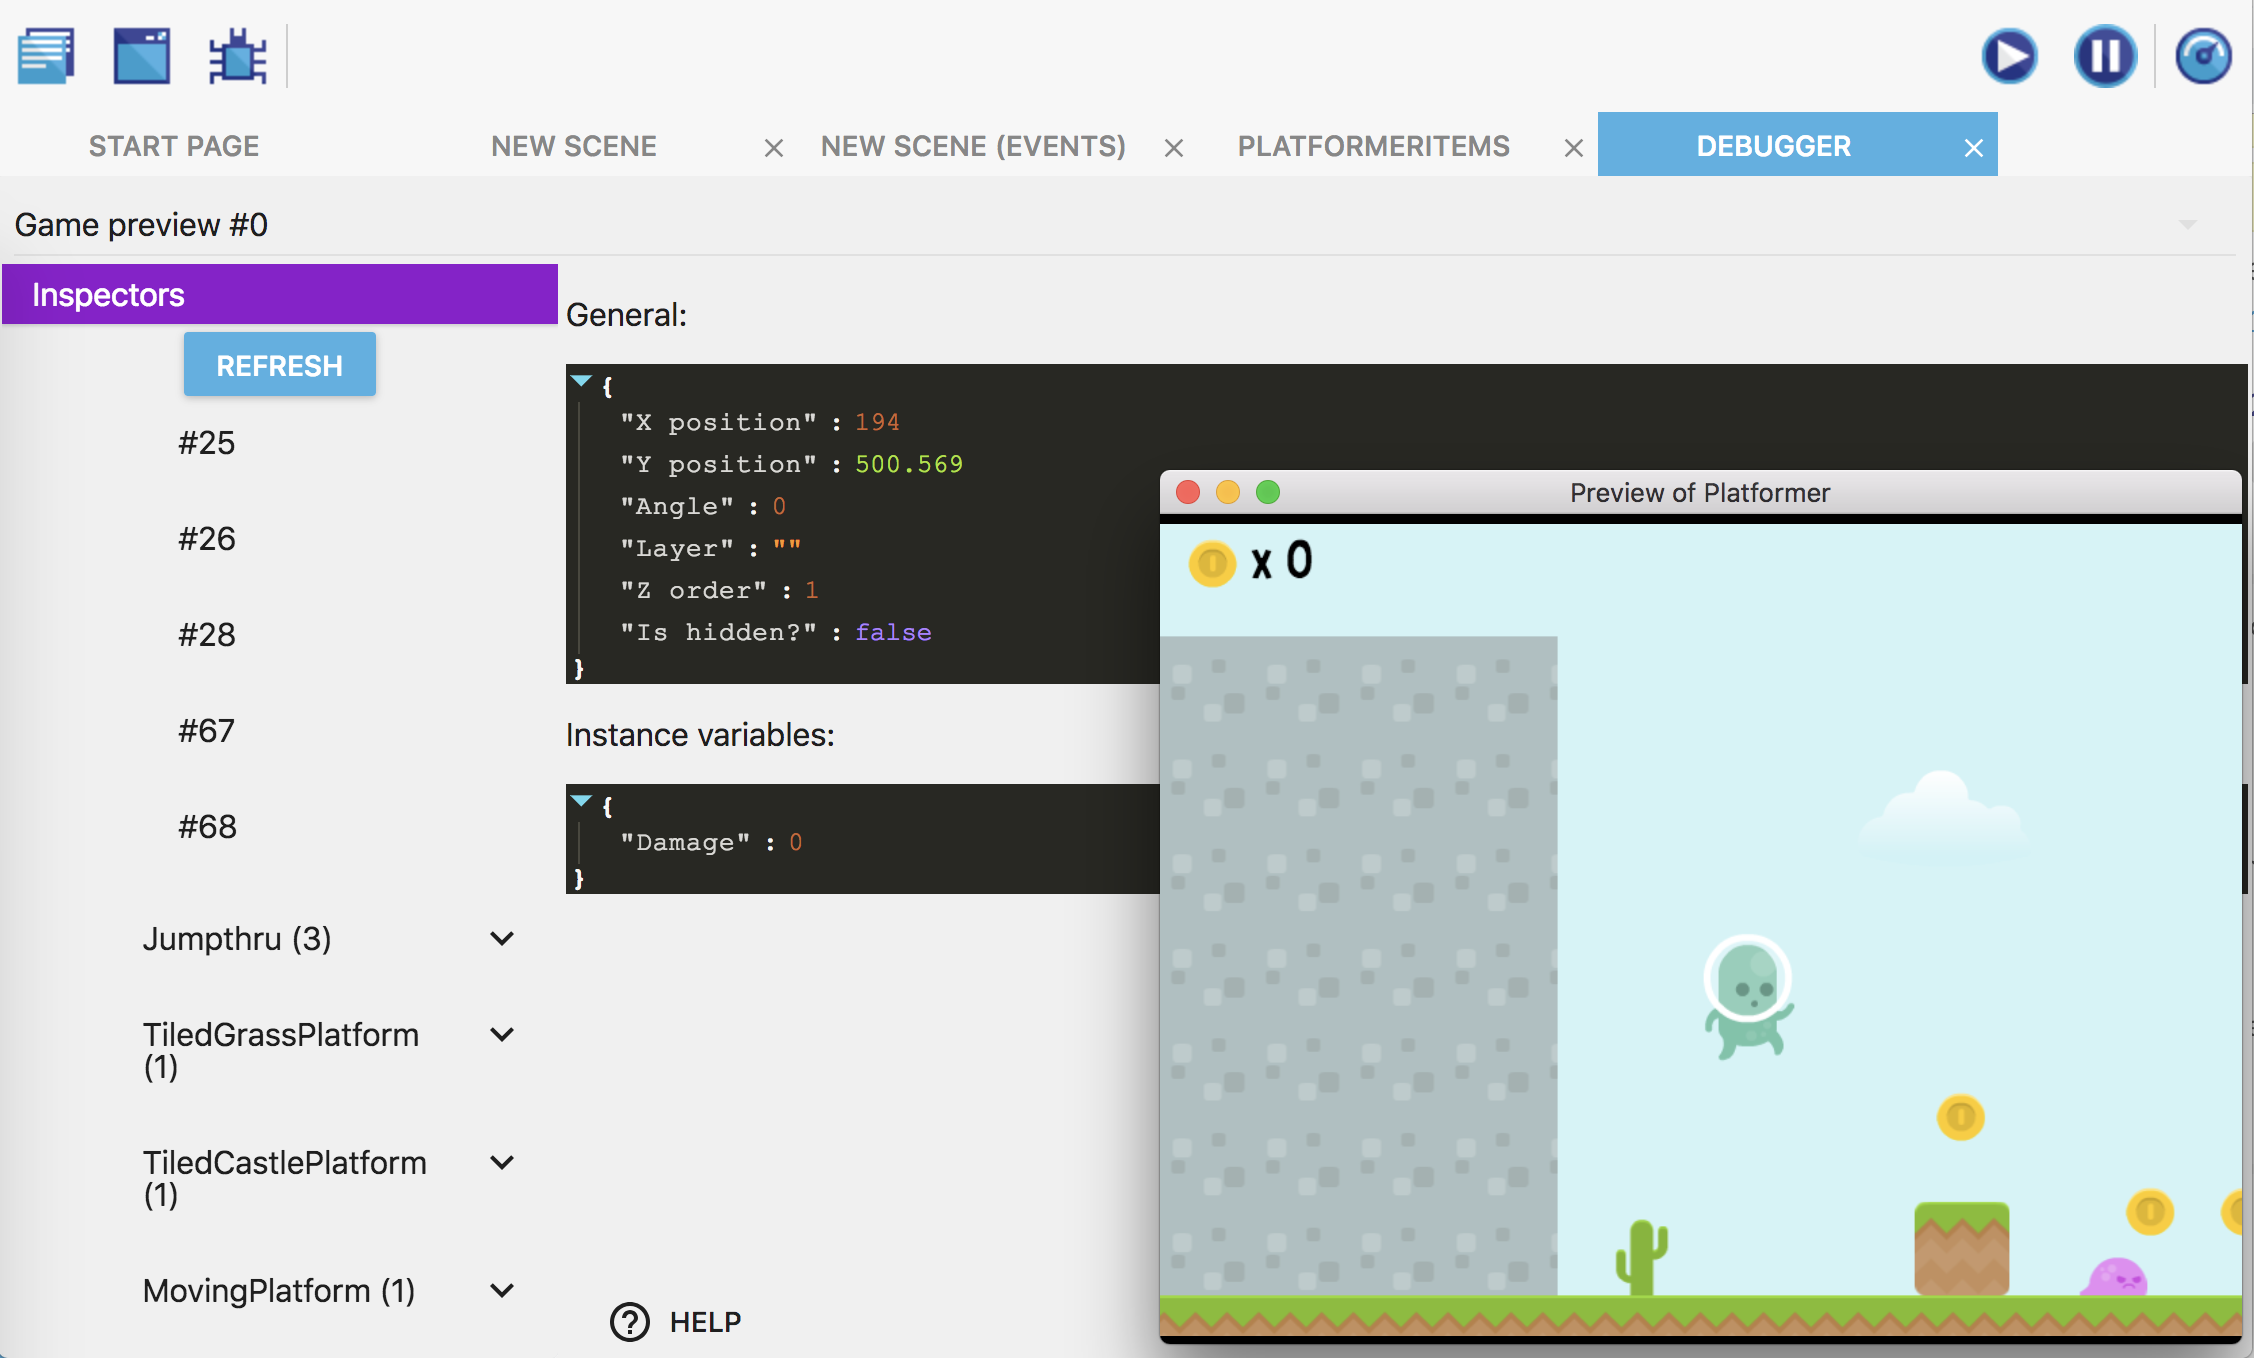 START PAGE
NEW SCENE
NEW SCENE (EVENTS)
PLATFORMERITEMS
DEBUGGER
Game preview #0
Inspectors
REFRESH
#25
#26
#28
#67
#68
Jumpthru (3)
TiledGrassPlatform
(1)
TiledCastlePlatform
(1)
MovingPlatform (1)
General:
{
"X position" : 194
"Y position" : 500.569
"Angle" : 0
"Layer" : ""
"Z order" : 1
"Is hidden?" : false
}
Instance variables:
{
"Damage" : 0
}
HELP
Preview of Platformer
x 0